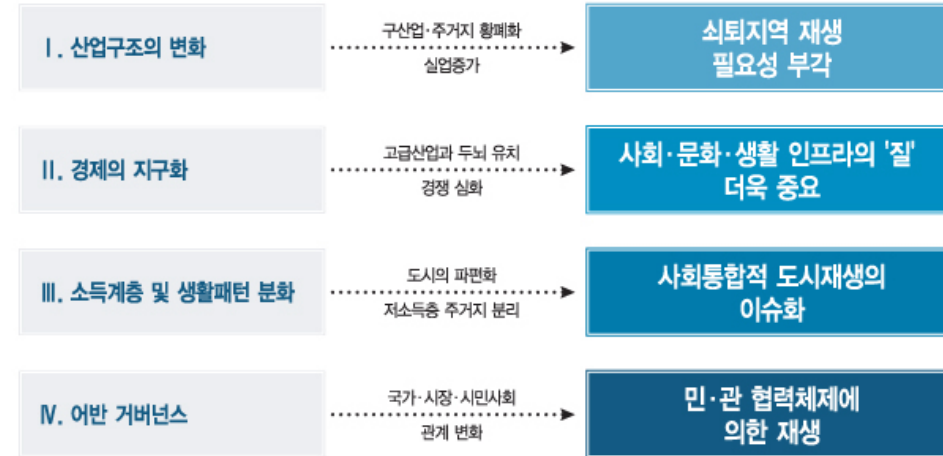 Ⅰ. 산업구조의 변화
구산업·주거지 황폐화
실업증가
쇠퇴지역 재생
필요성 부각
Ⅱ. 경제의 지구화
고급산업과 두뇌 유치
경쟁 심화
사회·문화·생활 인프라의 '질'
더욱 중요
Ⅲ. 소득계층 및 생활패턴 분화
도시의 파편화
저소득층 주거지 분리
사회통합적 도시재생의
이슈화
Ⅳ. 어반 거버넌스
국가·시장·시민사회
관계 변화
민·관 협력체제에
의한 재생